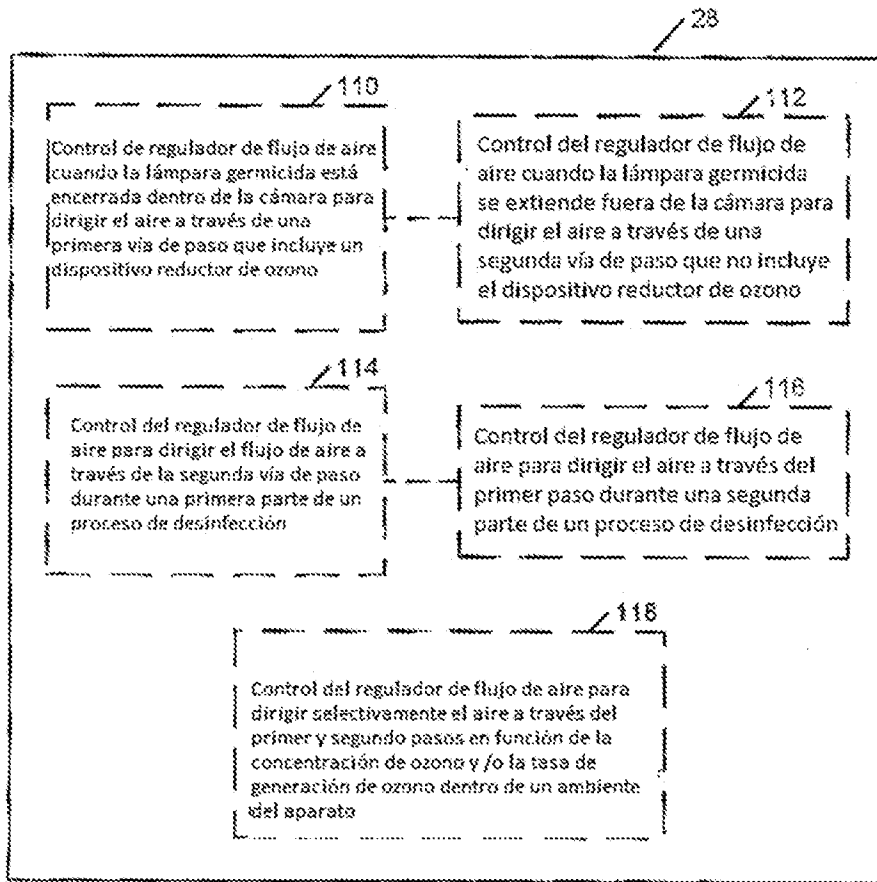 28
110
Control de regulador de flujo de aire
cuando la lámpara germicida está
encerrada dentro de la cámara para
dirigir el aire a través de una
primera vía de paso que incluye un
dispositivo reductor de ozono
112
Control del regulador de flujo de
aire cuando la lámpara germicida
se extiende fuera de la cámara para
dirigir el aire a través de una
segunda vía de paso que no incluye
el dispositivo reductor de ozono
114
Control del regulador de flujo de
aire para dirigir el flujo de aire a
través de la segunda vía de paso
durante una primera parte de un
proceso de desinfección
116
Control del regulador de flujo de
aire para dirigir el aire a través del
primer paso durante una segunda
parte de un proceso de desinfección
118
Control del regulador de flujo de aire para
dirigir selectivamente el aire a través del
primer y segundo pasos en función de la
concentración de ozono y /o la tasa de
generación de ozono dentro de un ambiente
del aparato